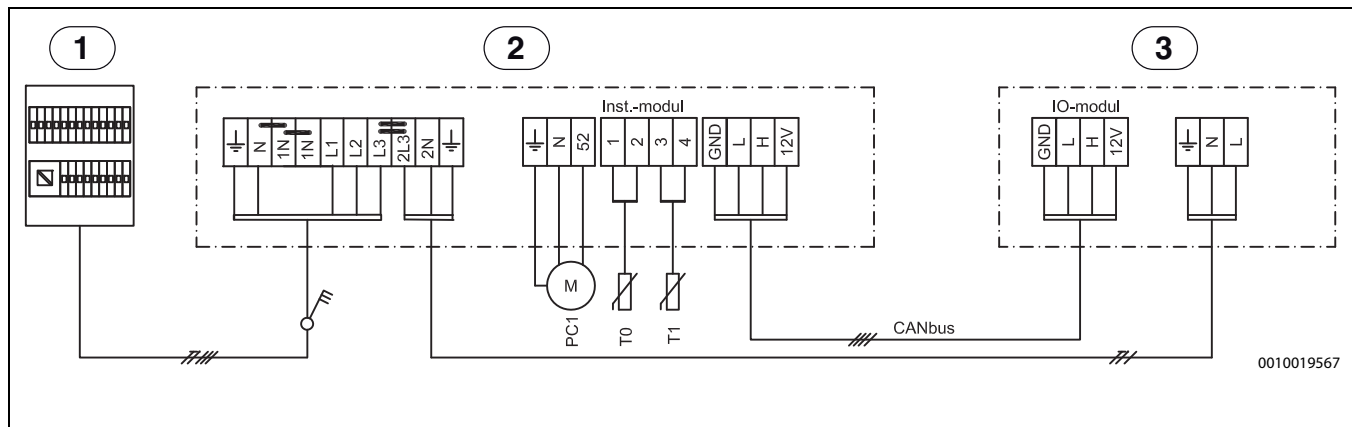 1 2 3
Inst.-modul IO-modul
N 1N 1N L1 L2 L3 2L3 2N
N 52 1 2 3 4 GND L H 12V
GND L H 12V N L
M
PC1 T0 T1
CANbus
0010019567